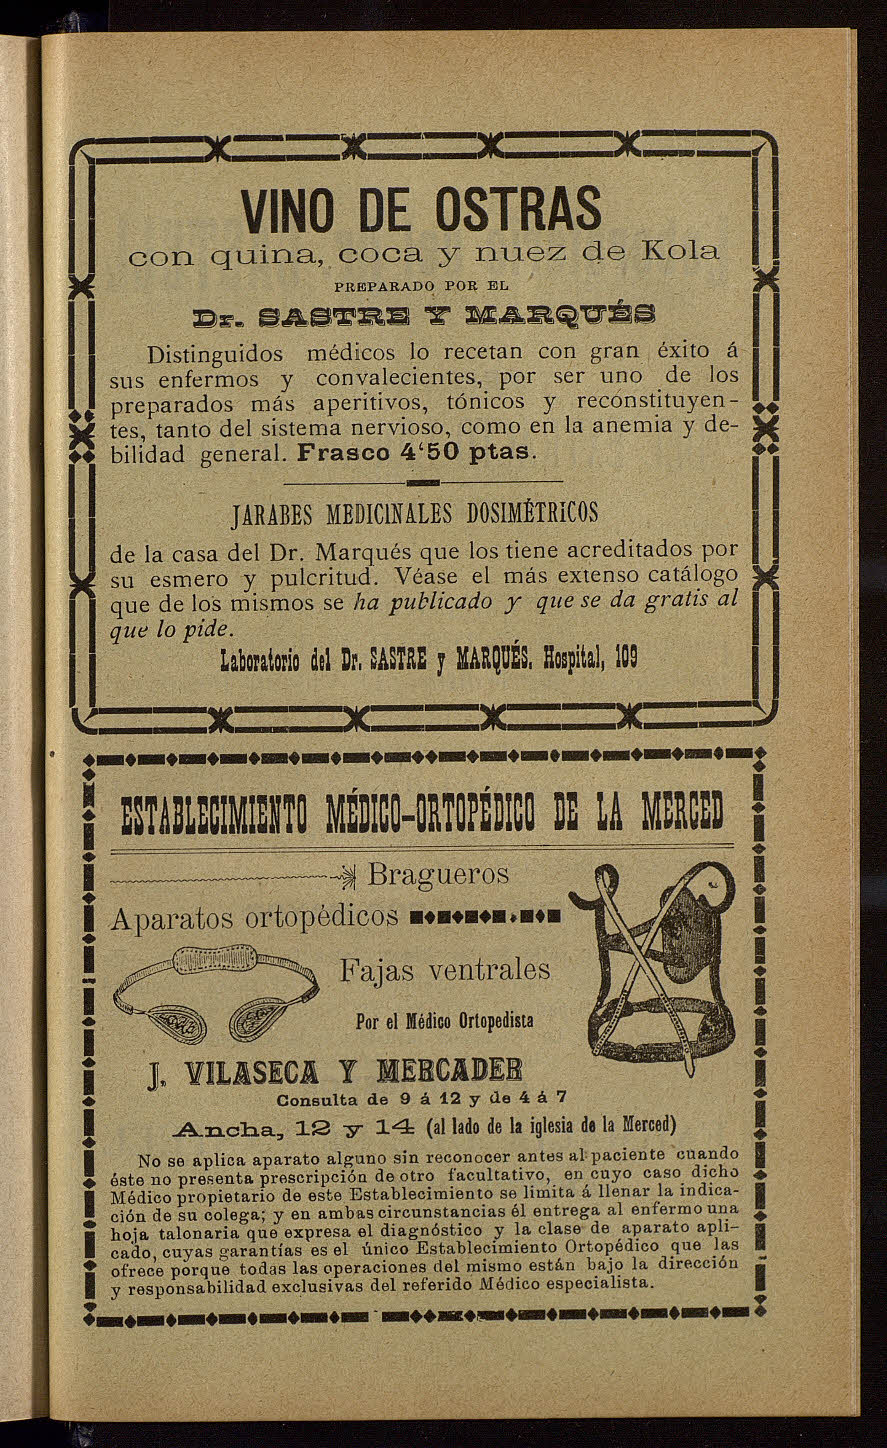 VINO DE OSTRAS
con quina, coca y nuez de Kola
PREPARADO POR EL
Dr. SASTRE Y MARQUÉS
Distinguidos médicos lo recetan con gran éxito á
sus enfermos y convalecientes, por ser uno de los
preparados más aperitivos, tónicos y reconstituyen-
tes, tanto del sistema nervioso, como en la anemia y de-
bilidad general. Frasco 4‘50 ptas.
JARABES MEDICINALES DOSIMÉTRICOS
de la casa del Dr. Marqués que los tiene acreditados por
su esmero y pulcritud. Véase el más extenso catálogo
que de los mismos se ha publicado y que se da gratis al
que lo pide.
Laboratorio del Dr. SASTRE y MARQUÉS. Hospital, 109
ESTABLECIMIENTO MÉDICO-ORTOPÉDICO DE LA MERCED
Bragueros
Aparatos ortopédicos
Fajas ventrales
Por el Médico Ortopedista
J. VILASECA Y MERCADER
Consulta de 9 á 12 y de 4 á 7
Ancha, 12 y 14 (al lado de la iglesia de la Merced)
No se aplica aparato alguno sin reconocer antes al paciente cuando
éste no presenta prescripción de otro facultativo, en cuyo caso dicho
Médico propietario de este Establecimiento se limita á llenar la indica-
ción de su colega; y en ambas circunstancias él entrega al enfermo una
hoja talonaria que expresa el diagnóstico y la clase de aparato apli-
cado, cuyas garantías es el único Establecimiento Ortopédico que las
ofrece porque todas las operaciones del mismo están bajo la dirección
y responsabilidad exclusivas del referido Médico especialista.